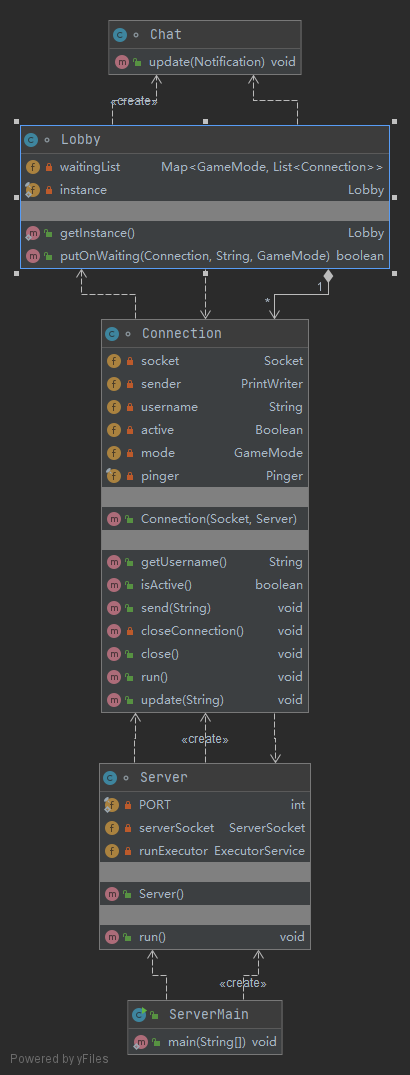 Chat
update(Notification) void
«create»
Lobby
waitingList Map<GameMode, List<Connection>>
instance Lobby
getInstance() Lobby
putOnWaiting(Connection, String, GameMode) boolean
1
*
Connection
socket Socket
sender PrintWriter
username String
active Boolean
mode GameMode
pinger Pinger
Connection(Socket, Server)
getUsername() String
isActive() boolean
send(String) void
closeConnection() void
close() void
run() void
update(String) void
«create»
Server
PORT int
serverSocket ServerSocket
runExecutor ExecutorService
Server()
run() void
«create»
ServerMain
main(String[]) void
Powered by yFiles